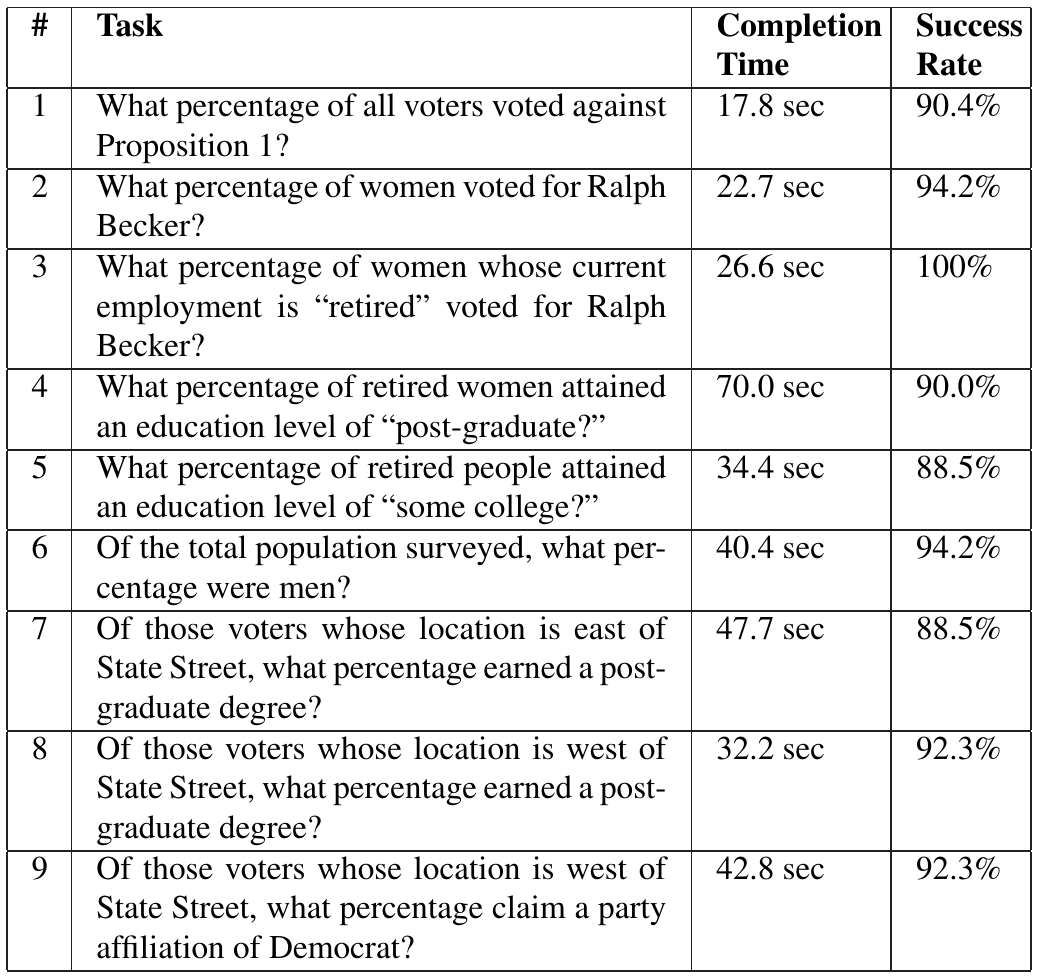 # Task Completion Success
Time Rate
1 What percentage of all voters voted against 17.8 sec 90.4%
Proposition 1?
2 What percentage of women voted for Ralph 22.7 sec 94.2%
Becker?
3 What percentage of women whose current 26.6 sec 100%
employment is “retired” voted for Ralph
Becker?
4 What percentage of retired women attained 70.0 sec 90.0%
an education level of “post-graduate?”
5 What percentage of retired people attained 34.4 sec 88.5%
an education level of “some college?”
6 Of the total population surveyed, what per- 40.4 sec 94.2%
centage were men?
7 Of those voters whose location is east of 47.7 sec 88.5%
State Street, what percentage earned a post-
graduate degree?
8 Of those voters whose location is west of 32.2 sec 92.3%
State Street, what percentage earned a post-
graduate degree?
9 Of those voters whose location is west of 42.8 sec 92.3%
State Street, what percentage claim a party
affiliation of Democrat?